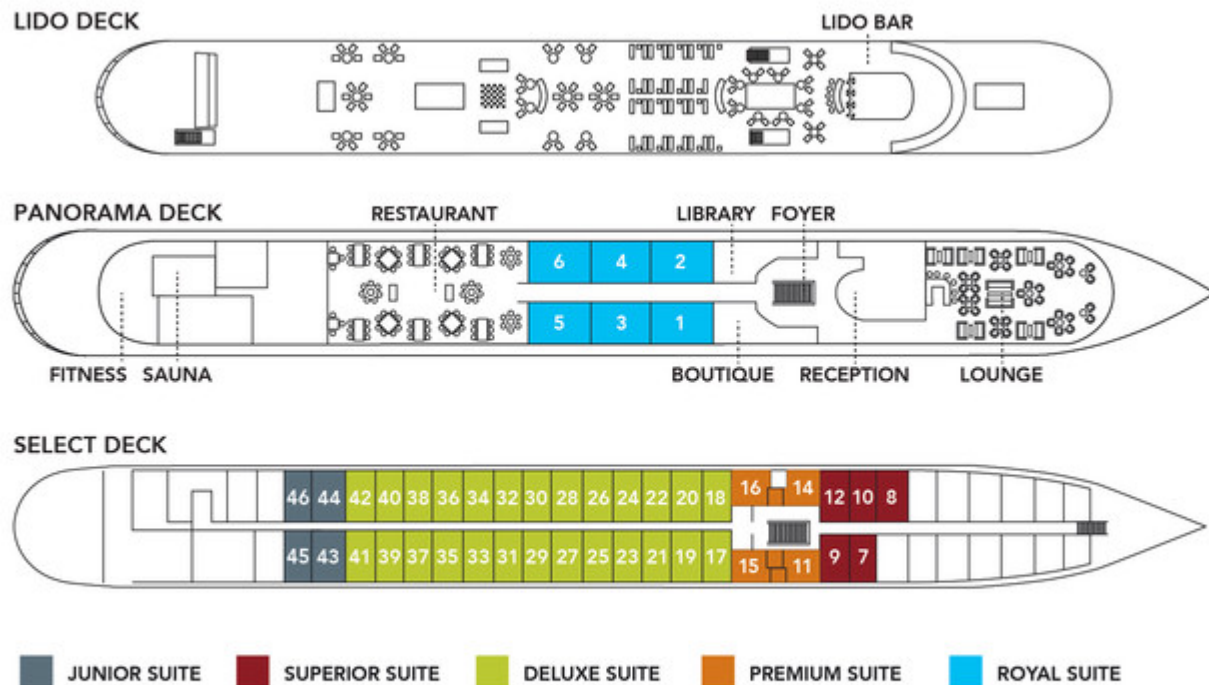 LIDO DECK
LIDO BAR
PANORAMA DECK
RESTAURANT
LIBRARY FOYER
6 4 2
5 3 1
FITNESS SAUNA
BOUTIQUE RECEPTION LOUNGE
SELECT DECK
46 44 42 40 38 36 34 32 30 28 26 24 22 20 18 16 14 12 10 8
45 43 41 39 37 35 33 31 29 27 25 23 21 19 17 15 11 9 7
JUNIOR SUITE SUPERIOR SUITE DELUXE SUITE PREMIUM SUITE ROYAL SUITE